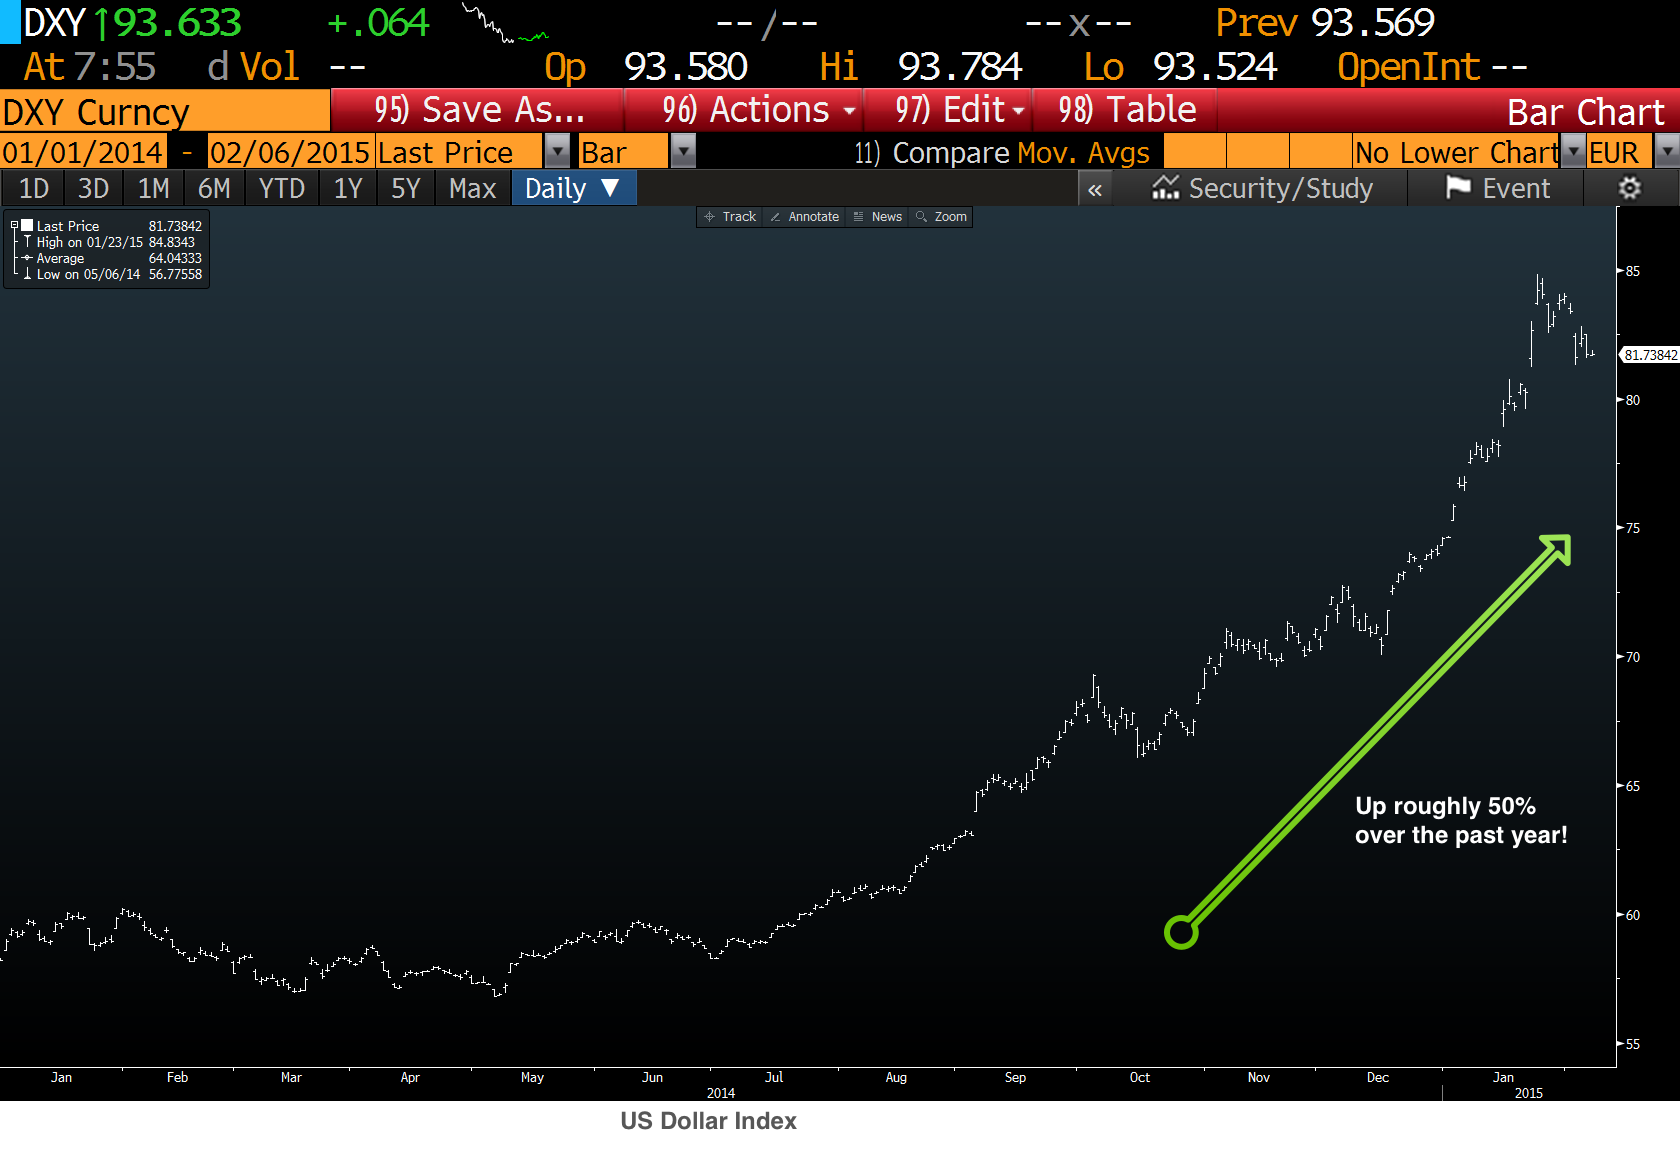 DXY ↑93.633 +.064 --/-- --x-- Prev 93.569
At 7:55 d Vol -- Op 93.580 Hi 93.784 Lo 93.524 OpenInt --
DXY Curncy 95) Save As... 96) Actions 97) Edit 98) Table Bar Chart
01/01/2014 - 02/06/2015 Last Price Bar 11) Compare Mov. Avgs No Lower Chart EUR
1D 3D 1M 6M YTD 1Y 5Y Max Daily ▼ « Security/Study Event
Track Annotate News Zoom
Last Price 81.73842
High on 01/23/15 84.8343
Average 64.04333
Low on 05/06/14 56.77558
85
81.73842
80
75
70
65
60
55
Up roughly 50%
over the past year!
Jan Feb Mar Apr May Jun Jul Aug Sep Oct Nov Dec Jan
2014 2015
US Dollar Index